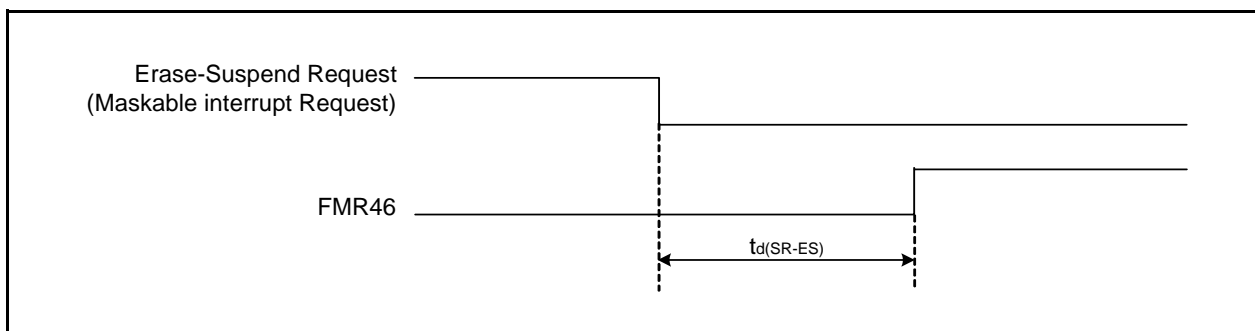 Erase-Suspend Request
(Maskable interrupt Request)
FMR46
td(SR-ES)